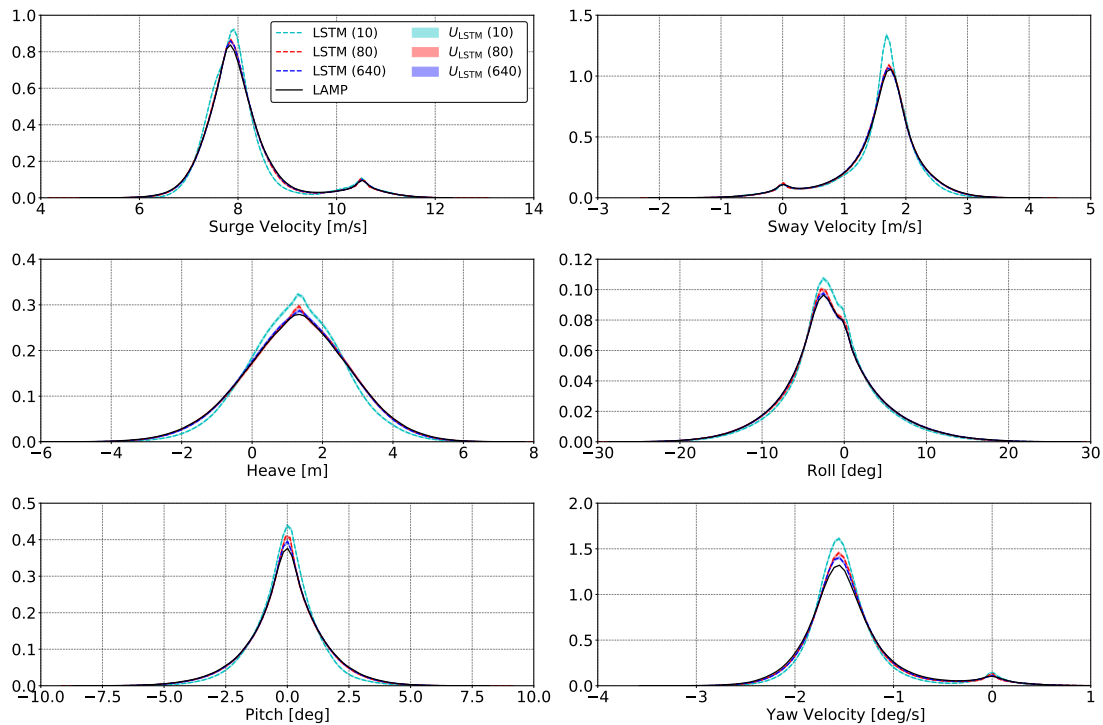 1.0
0.8
0.6
0.4
0.2
0.0
4 6 8 10 12 14
Surge Velocity [m/s]
LSTM (10) U_LSTM (10)
LSTM (80) U_LSTM (80)
LSTM (640) U_LSTM (640)
LAMP
1.5
1.0
0.5
0.0
−3 −2 −1 0 1 2 3 4 5
Sway Velocity [m/s]
0.4
0.3
0.2
0.1
0.0
−6 −4 −2 0 2 4 6 8
Heave [m]
0.12
0.10
0.08
0.06
0.04
0.02
0.00
−30 −20 −10 0 10 20 30
Roll [deg]
0.5
0.4
0.3
0.2
0.1
0.0
−10.0 −7.5 −5.0 −2.5 0.0 2.5 5.0 7.5 10.0
Pitch [deg]
2.0
1.5
1.0
0.5
0.0
−4 −3 −2 −1 0 1
Yaw Velocity [deg/s]